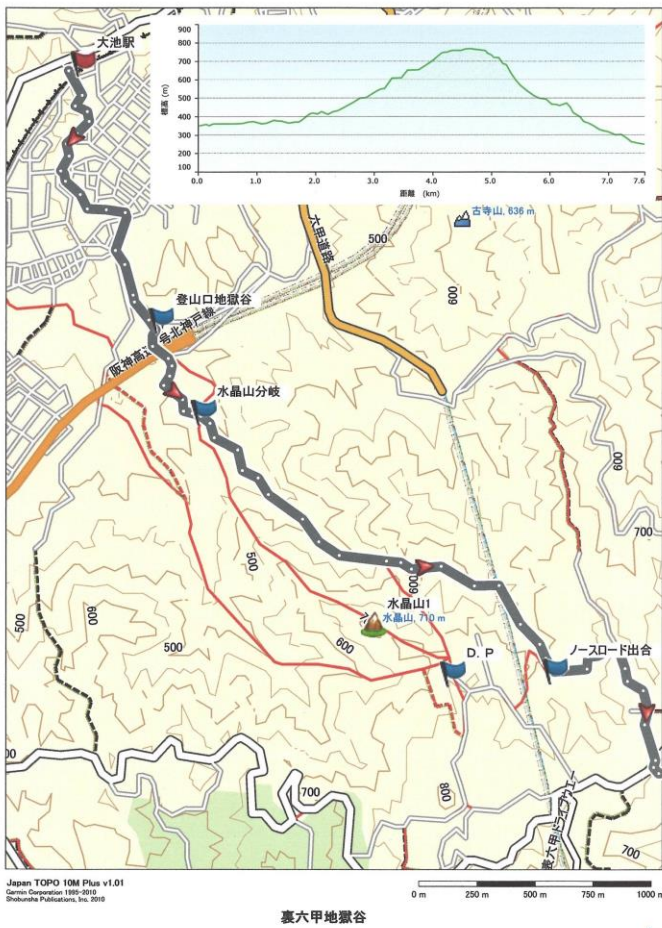 大池駅
900
800
700
600
500
400
300
200
100
標高 (m)
0.0 1.0 2.0 3.0 4.0 5.0 6.0 7.0 7.6
距離 (km)
古寺山, 636 m
六甲道路
500
600
登山口地獄谷
号北神戸線
阪神高速
水晶山分岐
600
700
500
600
水晶山1
水晶山, 710 m
500
600
500
600
D. P
ノースロード出合
700
800
700
表六甲ドライブウエー
Japan TOPO 10M Plus v1.01
Garmin Corporation 1995-2010
Shobunsha Publications, Inc. 2010
0 m 250 m 500 m 750 m 1000 m
裏六甲地獄谷